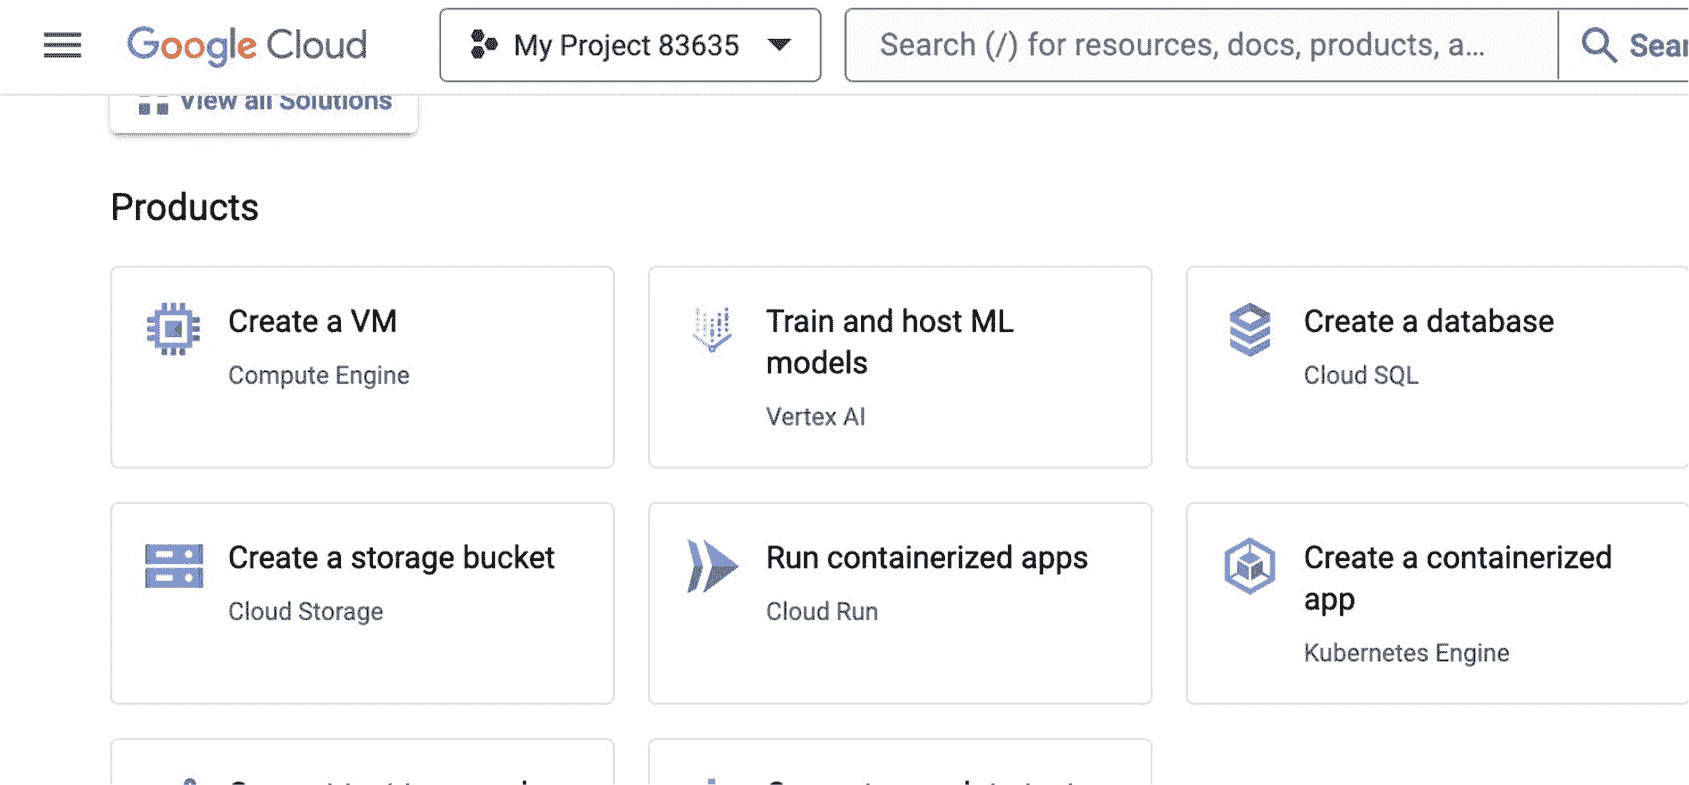 Google Cloud
My Project 83635
Search (/) for resources, docs, products, a...
View all Solutions
Products
Create a VM
Compute Engine
Train and host ML
models
Vertex AI
Create a database
Cloud SQL
Create a storage bucket
Cloud Storage
Run containerized apps
Cloud Run
Create a containerized
app
Kubernetes Engine